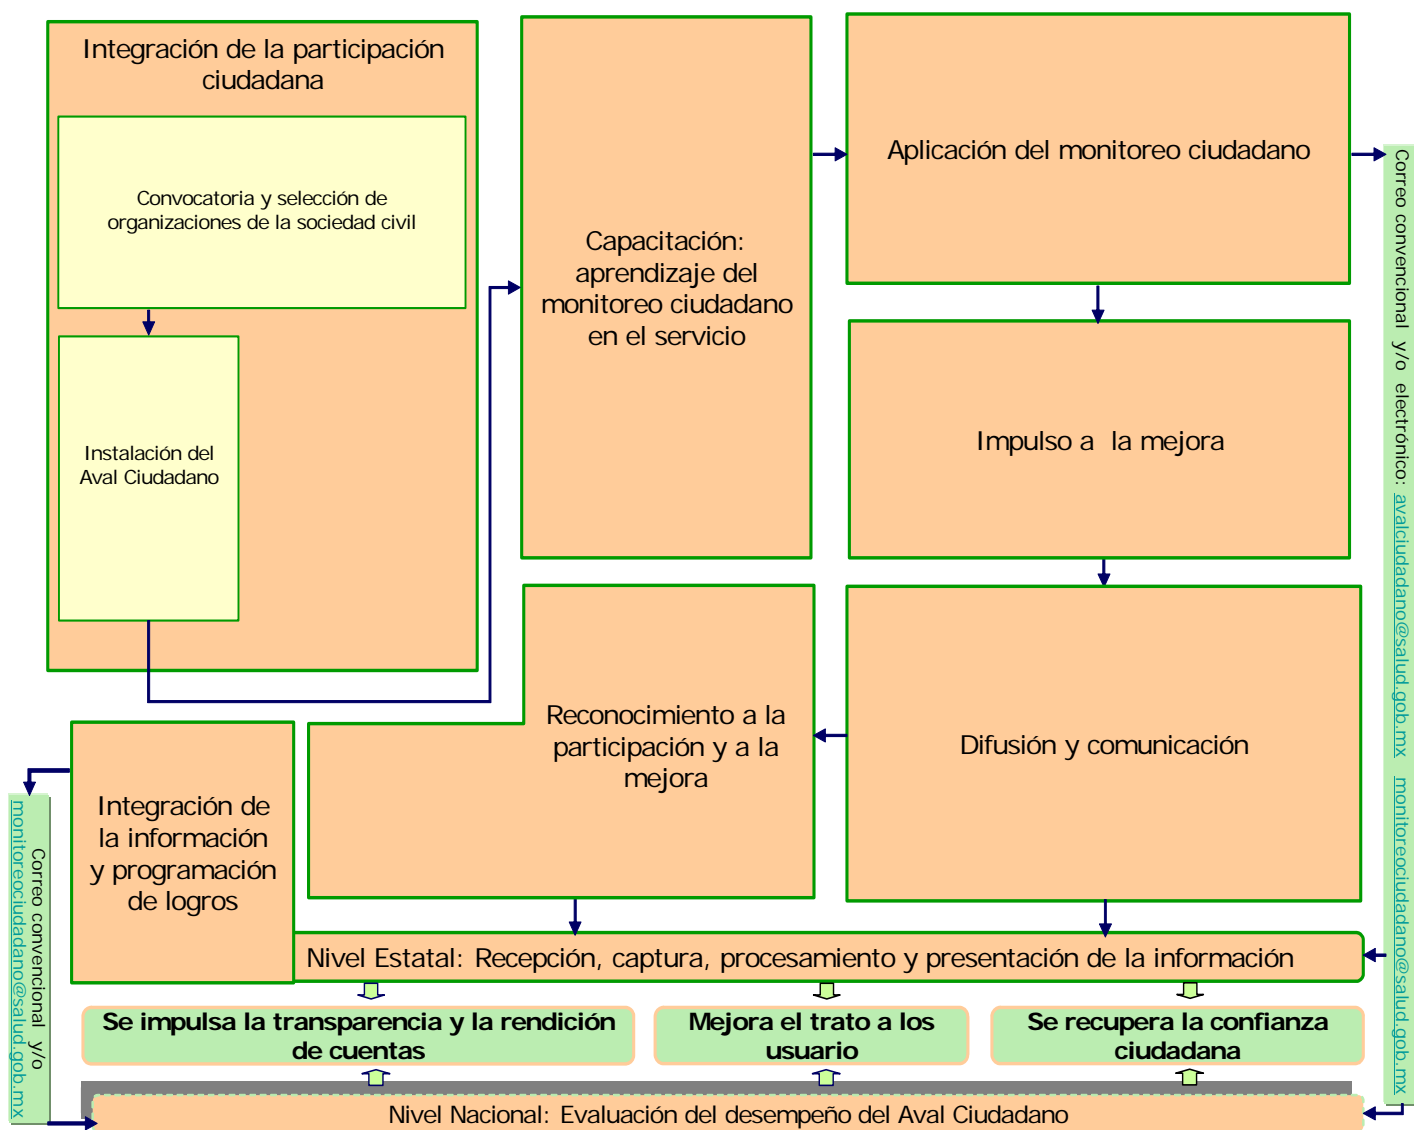 Integración de la participación
ciudadana
Convocatoria y selección de
organizaciones de la sociedad civil
Instalación del
Aval Ciudadano
Capacitación:
aprendizaje del
monitoreo ciudadano
en el servicio
Aplicación del monitoreo ciudadano
Impulso a la mejora
Difusión y comunicación
Reconocimiento a la
participación y a la
mejora
Integración de
la información
y programación
de logros
Correo convencional y/o electrónico: avalciudadano@salud.gob.mx monitoreociudadano@salud.gob.mx
Correo convencional y/o
monitoreociudadano@salud.gob.mx
Nivel Estatal: Recepción, captura, procesamiento y presentación de la información
Se impulsa la transparencia y la rendición
de cuentas
Mejora el trato a los
usuario
Se recupera la confianza
ciudadana
Nivel Nacional: Evaluación del desempeño del Aval Ciudadano